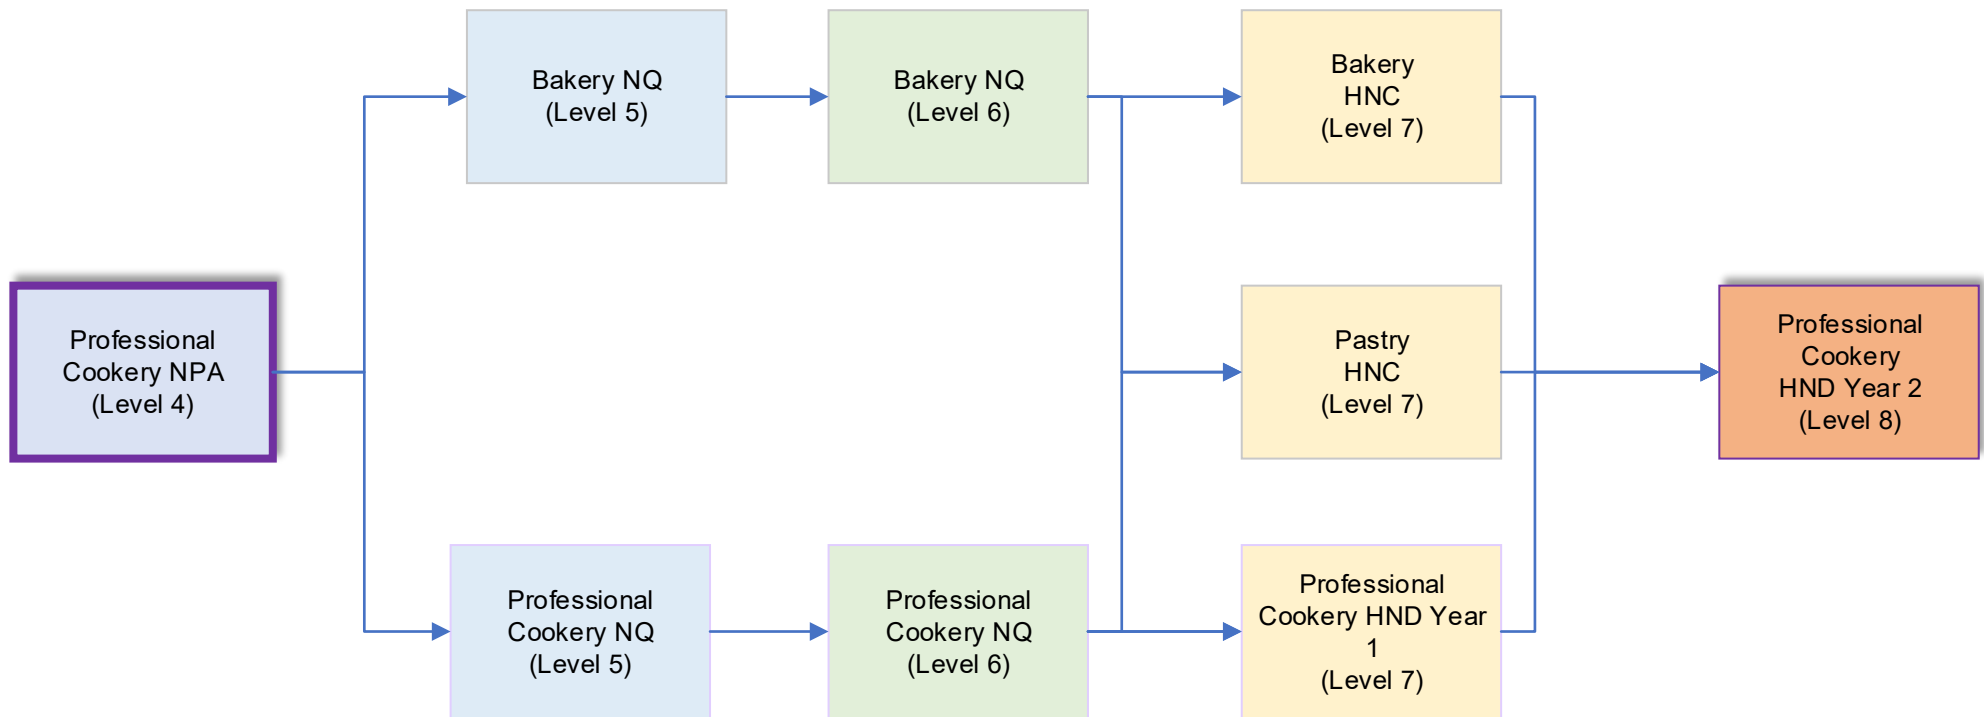 Bakery NQ
(Level 5)
Bakery NQ
(Level 6)
Bakery
HNC
(Level 7)
Professional
Cookery NPA
(Level 4)
Pastry
HNC
(Level 7)
Professional
Cookery
HND Year 2
(Level 8)
Professional
Cookery NQ
(Level 5)
Professional
Cookery NQ
(Level 6)
Professional
Cookery HND Year
1
(Level 7)